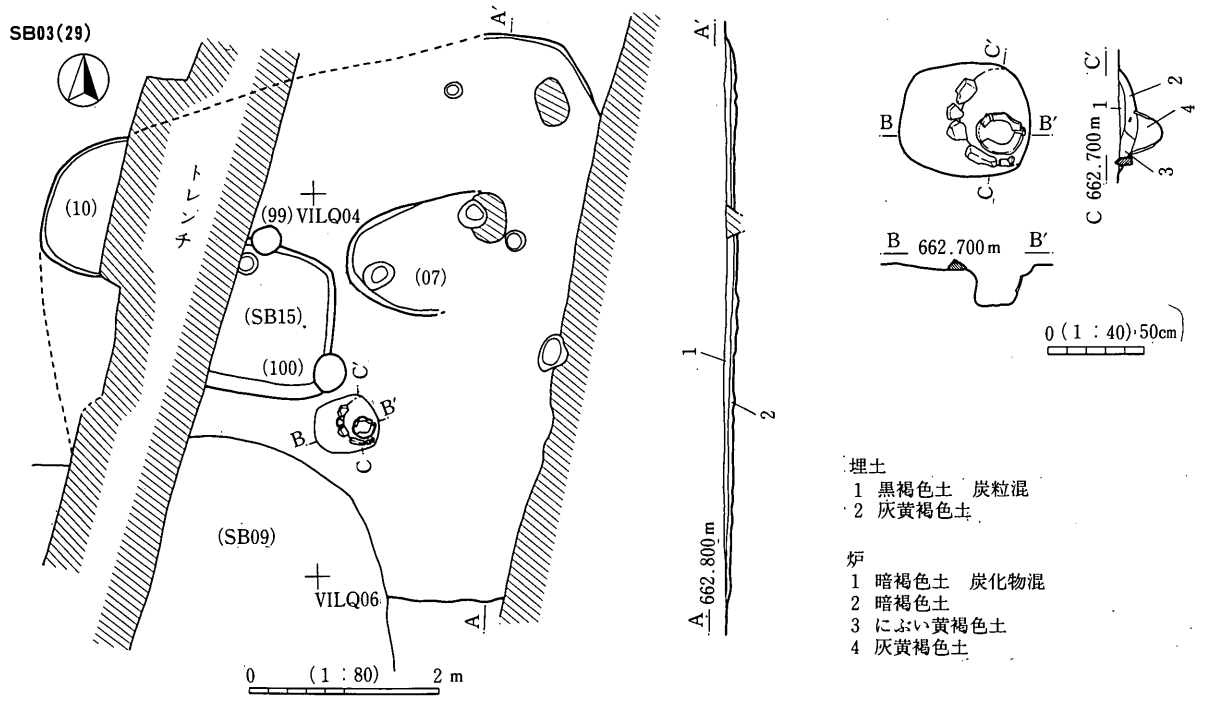 SB03(29)
A'
(10)
トレンチ
(99) VILQ04
(SB15)
(07)
(100)
C'
B'
B
C
(SB09)
VILQ06
A
0 (1 : 80) 2 m
A'
1
2
A 662.800 m
C'
B
B'
C
C'
1
2
4
3
C 662.700 m
B 662.700 m B'
0 (1 : 40) 50cm
埋土
1 黒褐色土 炭粒混
2 灰黄褐色土
炉
1 暗褐色土 炭化物混
2 暗褐色土
3 にぶい黄褐色土
4 灰黄褐色土